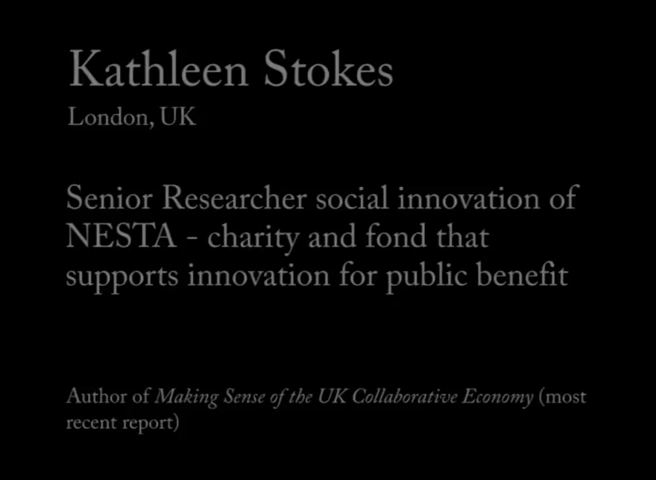 Kathleen Stokes
London, UK
Senior Researcher social innovation of
NESTA - charity and fond that
supports innovation for public benefit
Author of Making Sense of the UK Collaborative Economy (most
recent report)